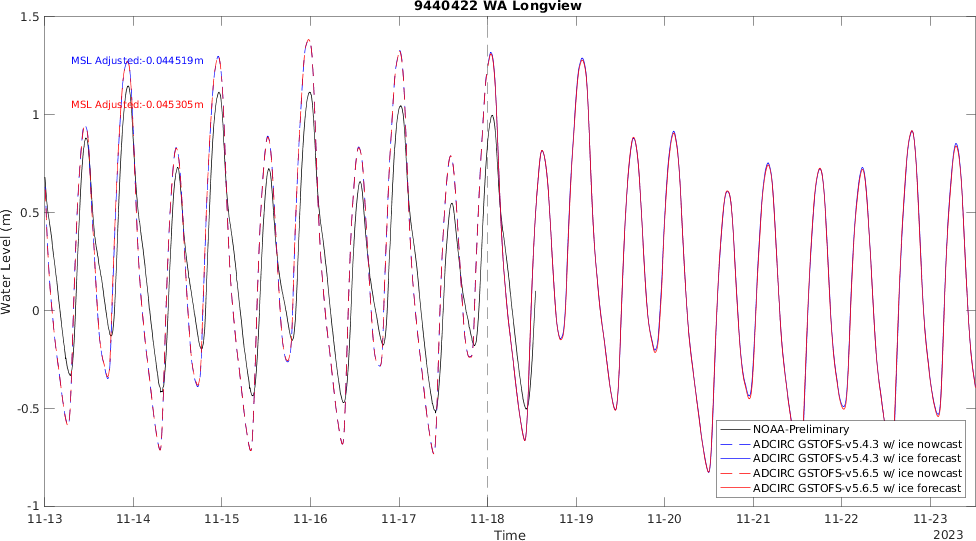 9440422 WA Longview
1.5
MSL Adjusted:-0.044519m
1
MSL Adjusted:-0.045305m
0.5
Water Level (m)
0
-0.5
NOAA-Preliminary
ADCIRC GSTOFS-v5.4.3 w/ ice nowcast
ADCIRC GSTOFS-v5.4.3 w/ ice forecast
ADCIRC GSTOFS-v5.6.5 w/ ice nowcast
ADCIRC GSTOFS-v5.6.5 w/ ice forecast
-1
11-13 11-14 11-15 11-16 11-17 11-18 11-19 11-20 11-21 11-22 11-23
Time
2023